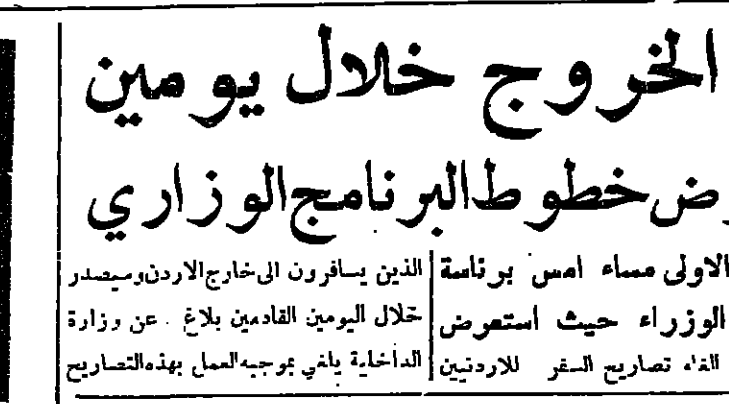 الخروج خلال يومين
رض خطوط البرنامج الوزاري
الاولى مساء امس برئاسة
الوزراء حيث استعرض
الغاء تصاريح السفر للاردنيين
الذين يسافرون الى خارج الاردن وسيصدر
خلال اليومين القادمين بلاغ . عن وزارة
الداخلية يلغي بموجبه العمل بهذه التصاريح